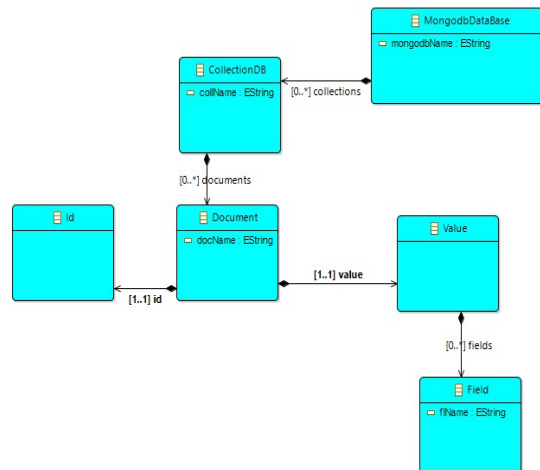 MongodbDataBase
mongodbName : EString
CollectionDB
collName : EString
[0..*] collections
[0..*] documents
Id
Document
docName : EString
Value
[1..1] id
[1..1] value
[0..*] fields
Field
flName : EString